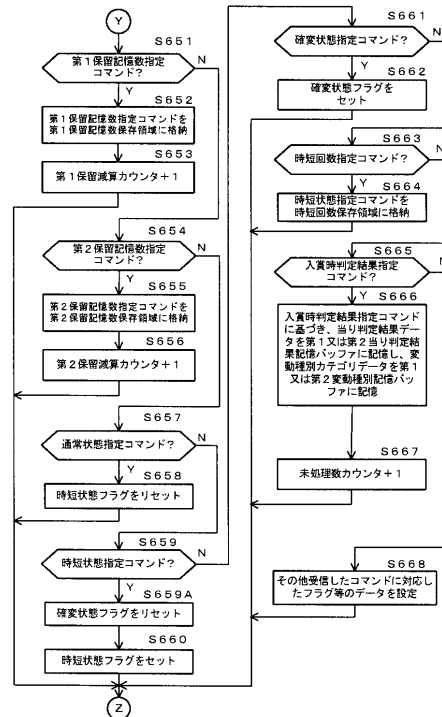 Y
S651
第1保留記憶数指定
コマンド?
N
Y
S652
第1保留記憶数指定コマンドを
第1保留記憶数保存領域に格納
S653
第1保留減算カウンタ+1
S654
第2保留記憶数指定
コマンド?
N
Y
S655
第2保留記憶数指定コマンドを
第2保留記憶数保存領域に格納
S656
第2保留減算カウンタ+1
S657
通常状態指定コマンド?
N
Y
S658
時短状態フラグをリセット
S659
時短状態指定コマンド?
N
Y
S659A
確変状態フラグをリセット
S660
時短状態フラグをセット
Z
S661
確変状態指定コマンド?
N
Y
S662
確変状態フラグを
セット
S663
時短回数指定コマンド?
N
Y
S664
時短状態指定コマンドを
時短回数保存領域に格納
S665
入賞時判定結果指定
コマンド?
N
Y
S666
入賞時判定結果指定コマンド
に基づき、当り判定結果デー
タを第1又は第2当り判定結
果記憶バッファに記憶し、変
動種別カテゴリデータを第1
又は第2変動種別記憶バッ
ファに記憶
S667
未処理数カウンタ+1
S668
その他受信したコマンドに対応し
たフラグ等のデータを設定